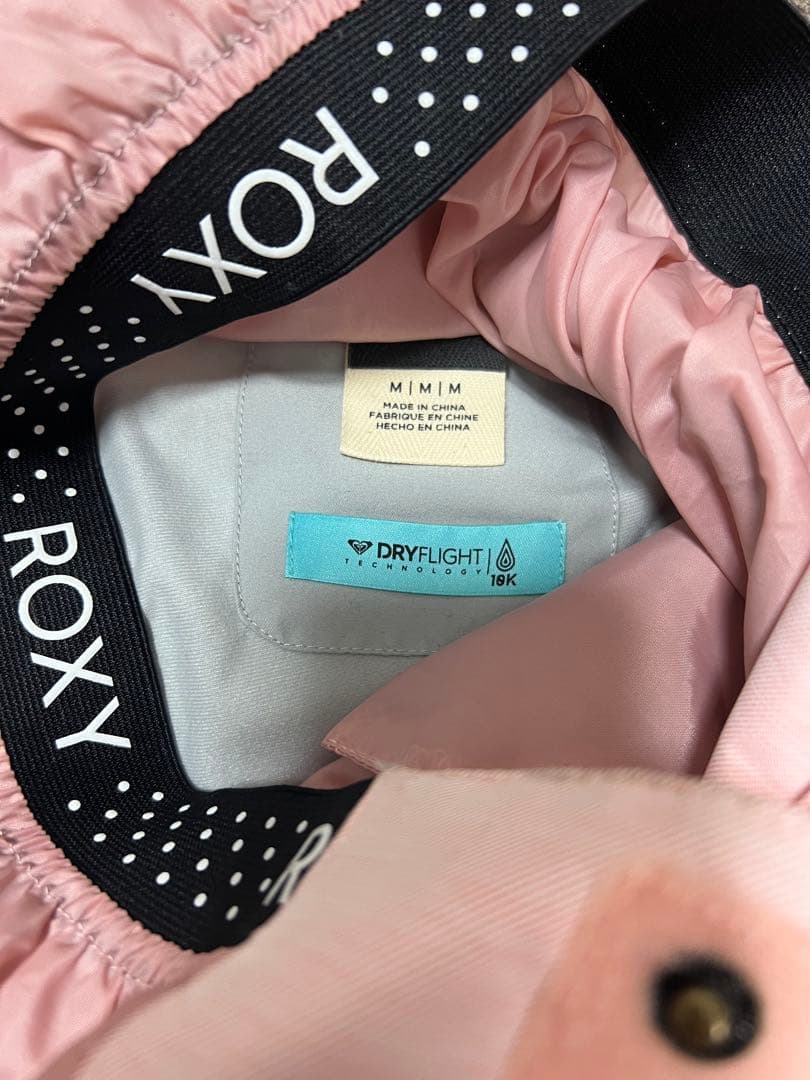 ROXY
M|M|M
MADE IN CHINA
FABRIQUE EN CHINE
HECHO EN CHINA
DRYFLIGHT
TECHNOLOGY
10K
ROXY
R